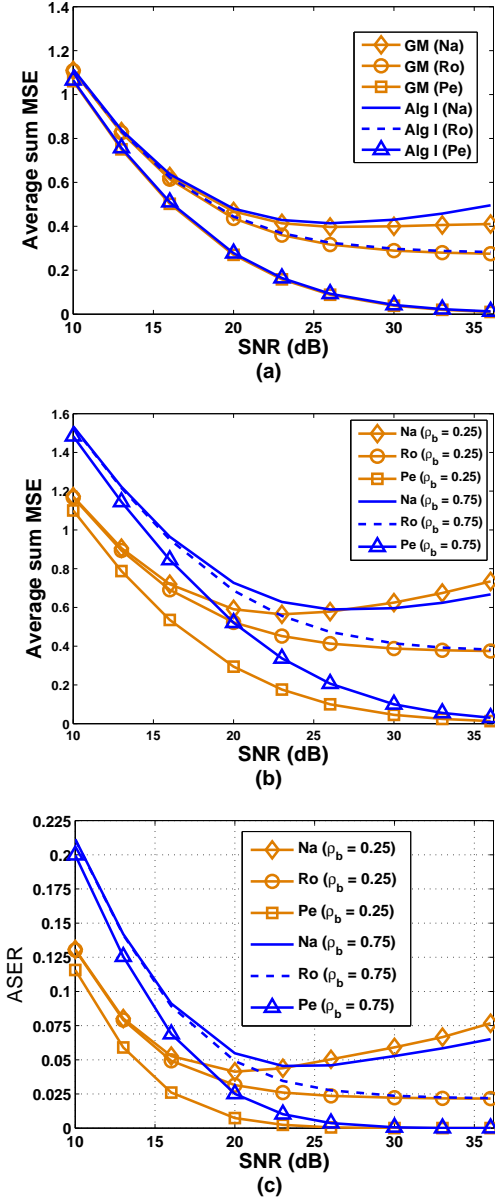 1.4
1.2
1
0.8
0.6
0.4
0.2
0
Average sum MSE
GM (Na)
GM (Ro)
GM (Pe)
Alg I (Na)
Alg I (Ro)
Alg I (Pe)
10 15 20 25 30 35
SNR (dB)
(a)
1.6
1.4
1.2
1
0.8
0.6
0.4
0.2
0
Average sum MSE
Na (ρb = 0.25)
Ro (ρb = 0.25)
Pe (ρb = 0.25)
Na (ρb = 0.75)
Ro (ρb = 0.75)
Pe (ρb = 0.75)
10 15 20 25 30 35
SNR (dB)
(b)
0.225
0.2
0.175
0.15
0.125
0.1
0.075
0.05
0.025
0
ASER
Na (ρb = 0.25)
Ro (ρb = 0.25)
Pe (ρb = 0.25)
Na (ρb = 0.75)
Ro (ρb = 0.75)
Pe (ρb = 0.75)
10 15 20 25 30 35
SNR (dB)
(c)